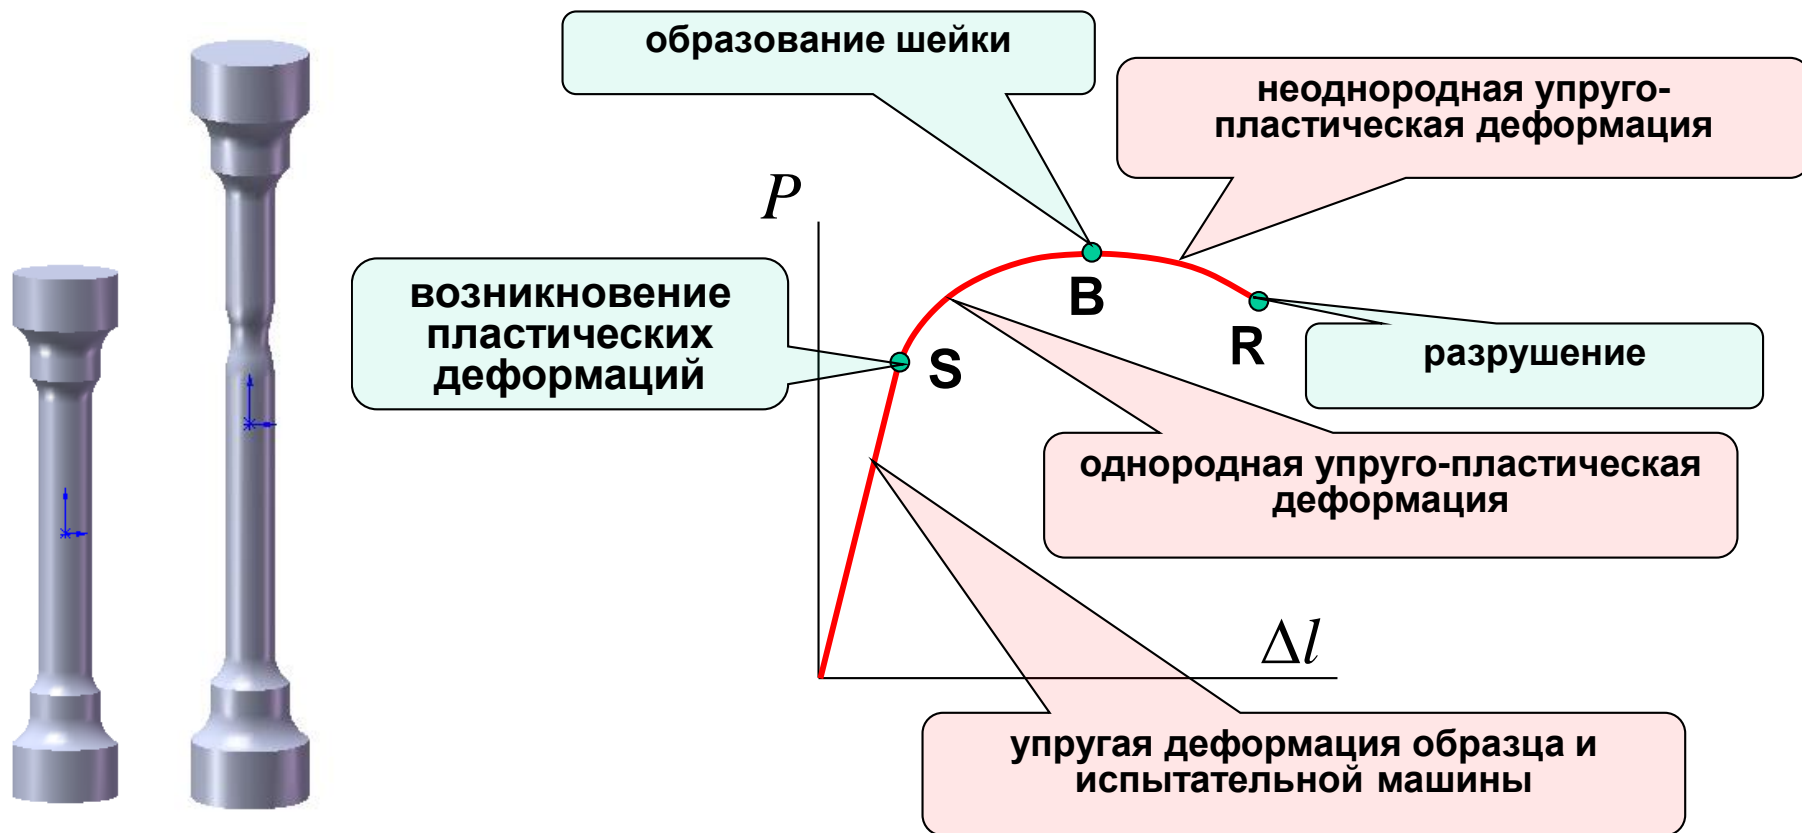 образование шейки
неоднородная упруго-
пластическая деформация
P
возникновение
пластических
деформаций
B
S
R
разрушение
однородная упруго-пластическая
деформация
Δl
упругая деформация образца и
испытательной машины